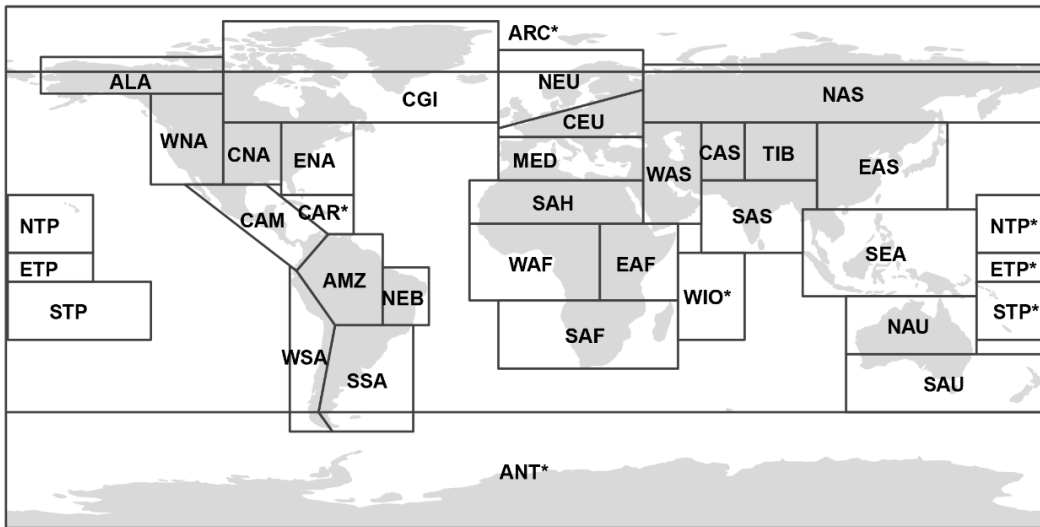 ARC*
ALA
NEU
CGI
NAS
CEU
WNA
CNA
ENA
MED
CAS
TIB
WAS
EAS
SAH
CAR*
CAM
SAS
NTP
NTP*
SEA
WAF
EAF
ETP
ETP*
AMZ
NEB
WIO*
STP
STP*
NAU
SAF
WSA
SSA
SAU
ANT*